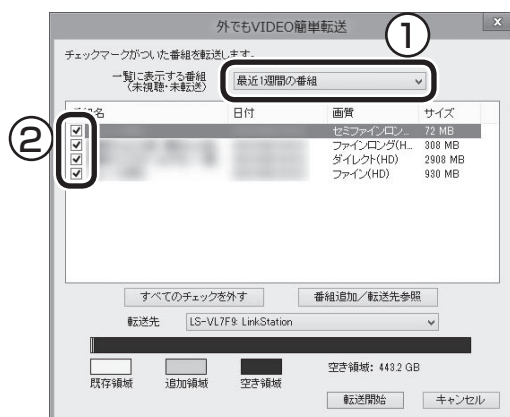 外でもVIDEO簡単転送
x
①
チェックマークがついた番組を転送します。
一覧に表示する番組
(未視聴・未転送)
最近1週間の番組
日付 画質 サイズ
②
セミファインロン... 72 MB
ファインロング(H... 308 MB
ダイレクト(HD) 2908 MB
ファイン(HD) 930 MB
すべてのチェックを外す 番組追加/転送先参照
転送先 LS-VL7F9: LinkStation
既存領域 追加領域 空き領域 空き領域: 443.2 GB
転送開始 キャンセル